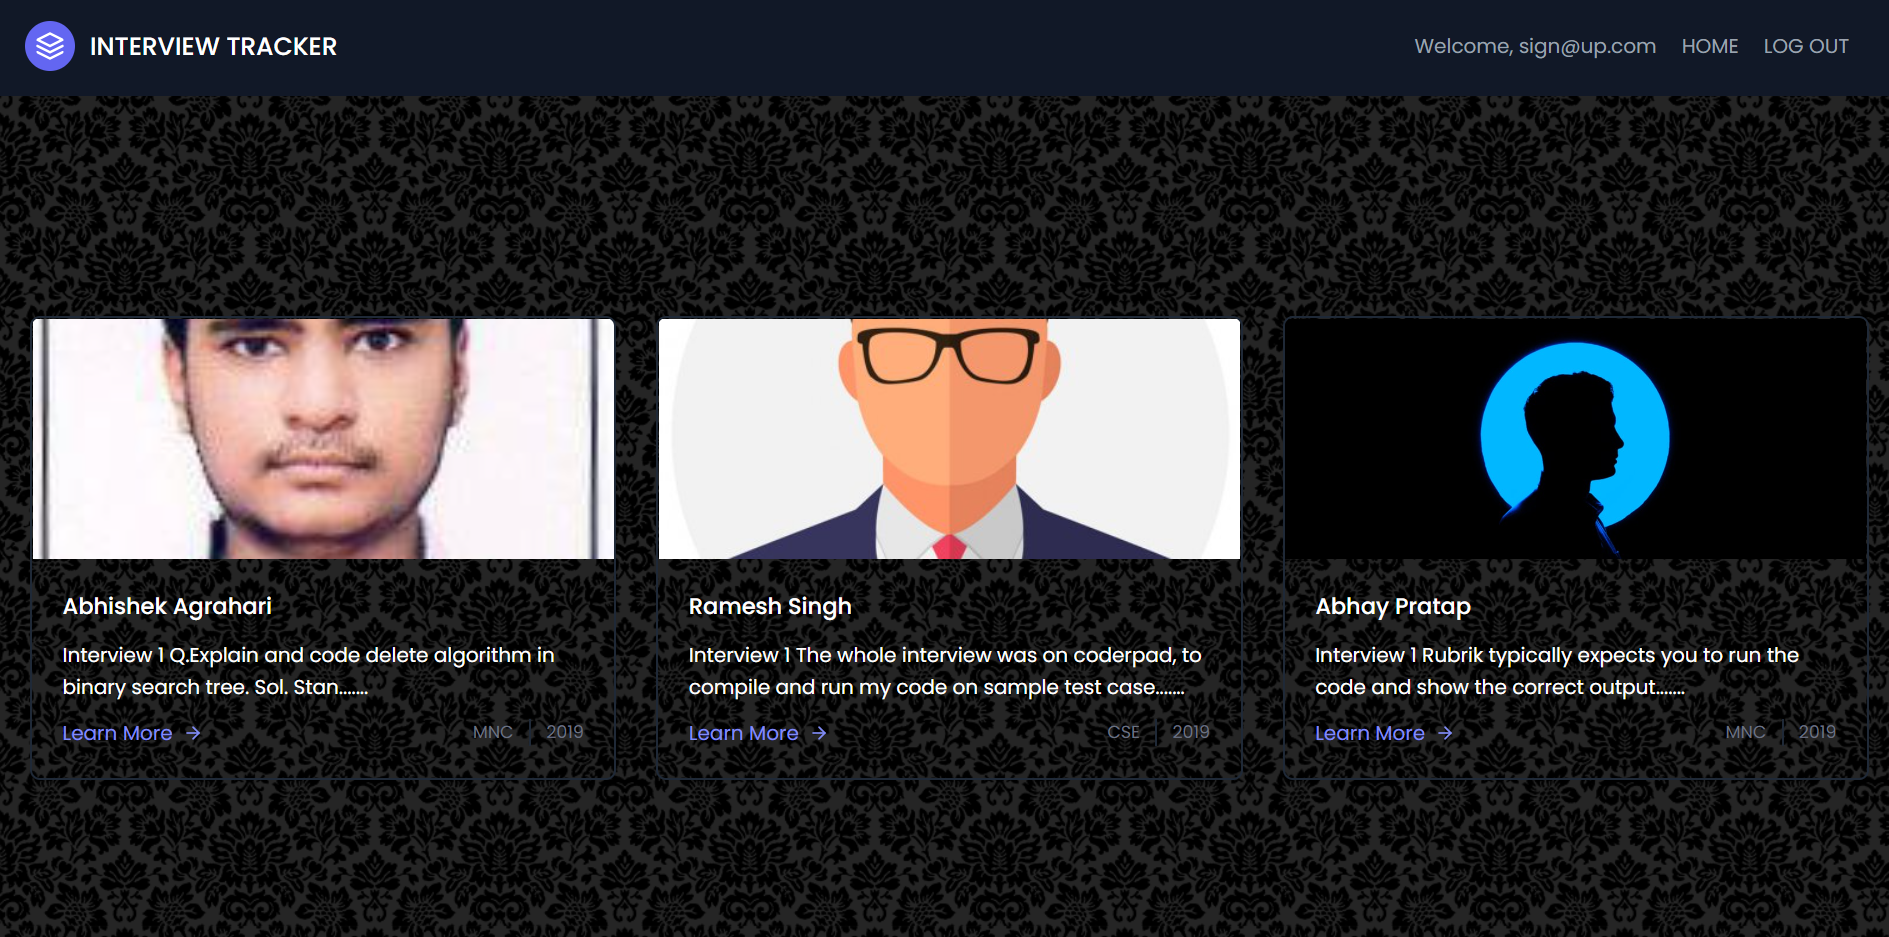 INTERVIEW TRACKER
Welcome, sign@up.com HOME LOG OUT
Abhishek Agrahari
Interview 1 Q.Explain and code delete algorithm in
binary search tree. Sol. Stan.......
Learn More → MNC 2019
Ramesh Singh
Interview 1 The whole interview was on coderpad, to
compile and run my code on sample test case.......
Learn More → CSE 2019
Abhay Pratap
Interview 1 Rubrik typically expects you to run the
code and show the correct output.......
Learn More → MNC 2019